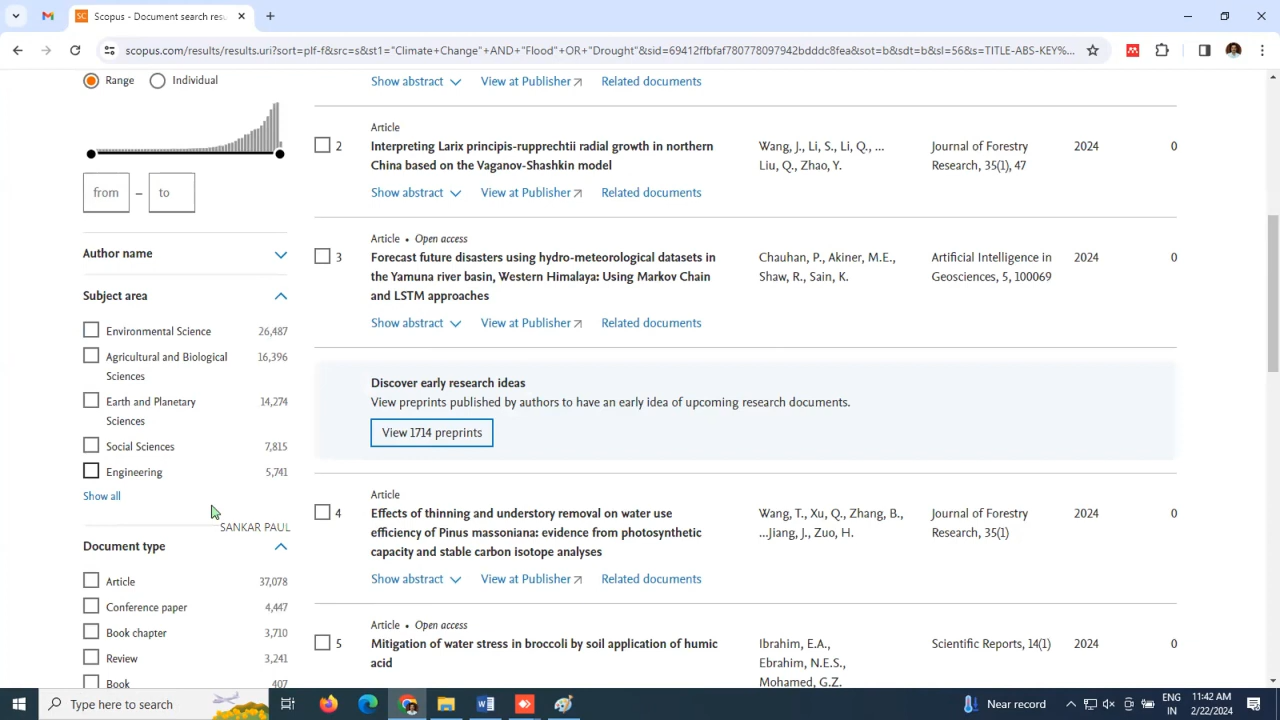 Scopus - Document search resu
scopus.com/results/results.uri?sort=plf-f&src=s&st1="Climate+Change"+AND+"Flood"+OR+"Drought"&sid=69412ffbfaf780778097942bdddc8fea&sot=b&sdt=b&sl=56&s=TITLE-ABS-KEY%...
Range
Individual
from – to
Author name
Subject area
Environmental Science 26,487
Agricultural and Biological 16,396
Sciences
Earth and Planetary 14,274
Sciences
Social Sciences 7,815
Engineering 5,741
Show all
SANKAR PAUL
Document type
Article 37,078
Conference paper 4,447
Book chapter 3,710
Review 3,241
Book 407
Show abstract View at Publisher Related documents
Article
2 Interpreting Larix principis-rupprechtii radial growth in northern Wang, J., Li, S., Li, Q., ... Journal of Forestry 2024 0
China based on the Vaganov-Shashkin model Liu, Q., Zhao, Y. Research, 35(1), 47
Show abstract View at Publisher Related documents
Article • Open access
3 Forecast future disasters using hydro-meteorological datasets in Chauhan, P., Akiner, M.E., Artificial Intelligence in 2024 0
the Yamuna river basin, Western Himalaya: Using Markov Chain Shaw, R., Sain, K. Geosciences, 5, 100069
and LSTM approaches
Show abstract View at Publisher Related documents
Discover early research ideas
View preprints published by authors to have an early idea of upcoming research documents.
View 1714 preprints
Article
4 Effects of thinning and understory removal on water use Wang, T., Xu, Q., Zhang, B., Journal of Forestry 2024 0
efficiency of Pinus massoniana: evidence from photosynthetic ...Jiang, J., Zuo, H. Research, 35(1)
capacity and stable carbon isotope analyses
Show abstract View at Publisher Related documents
Article • Open access
5 Mitigation of water stress in broccoli by soil application of humic Ibrahim, E.A., Scientific Reports, 14(1) 2024 0
acid Ebrahim, N.E.S.,
Mohamed, G.Z.
Type here to search
Near record
ENG
IN
11:42 AM
2/22/2024